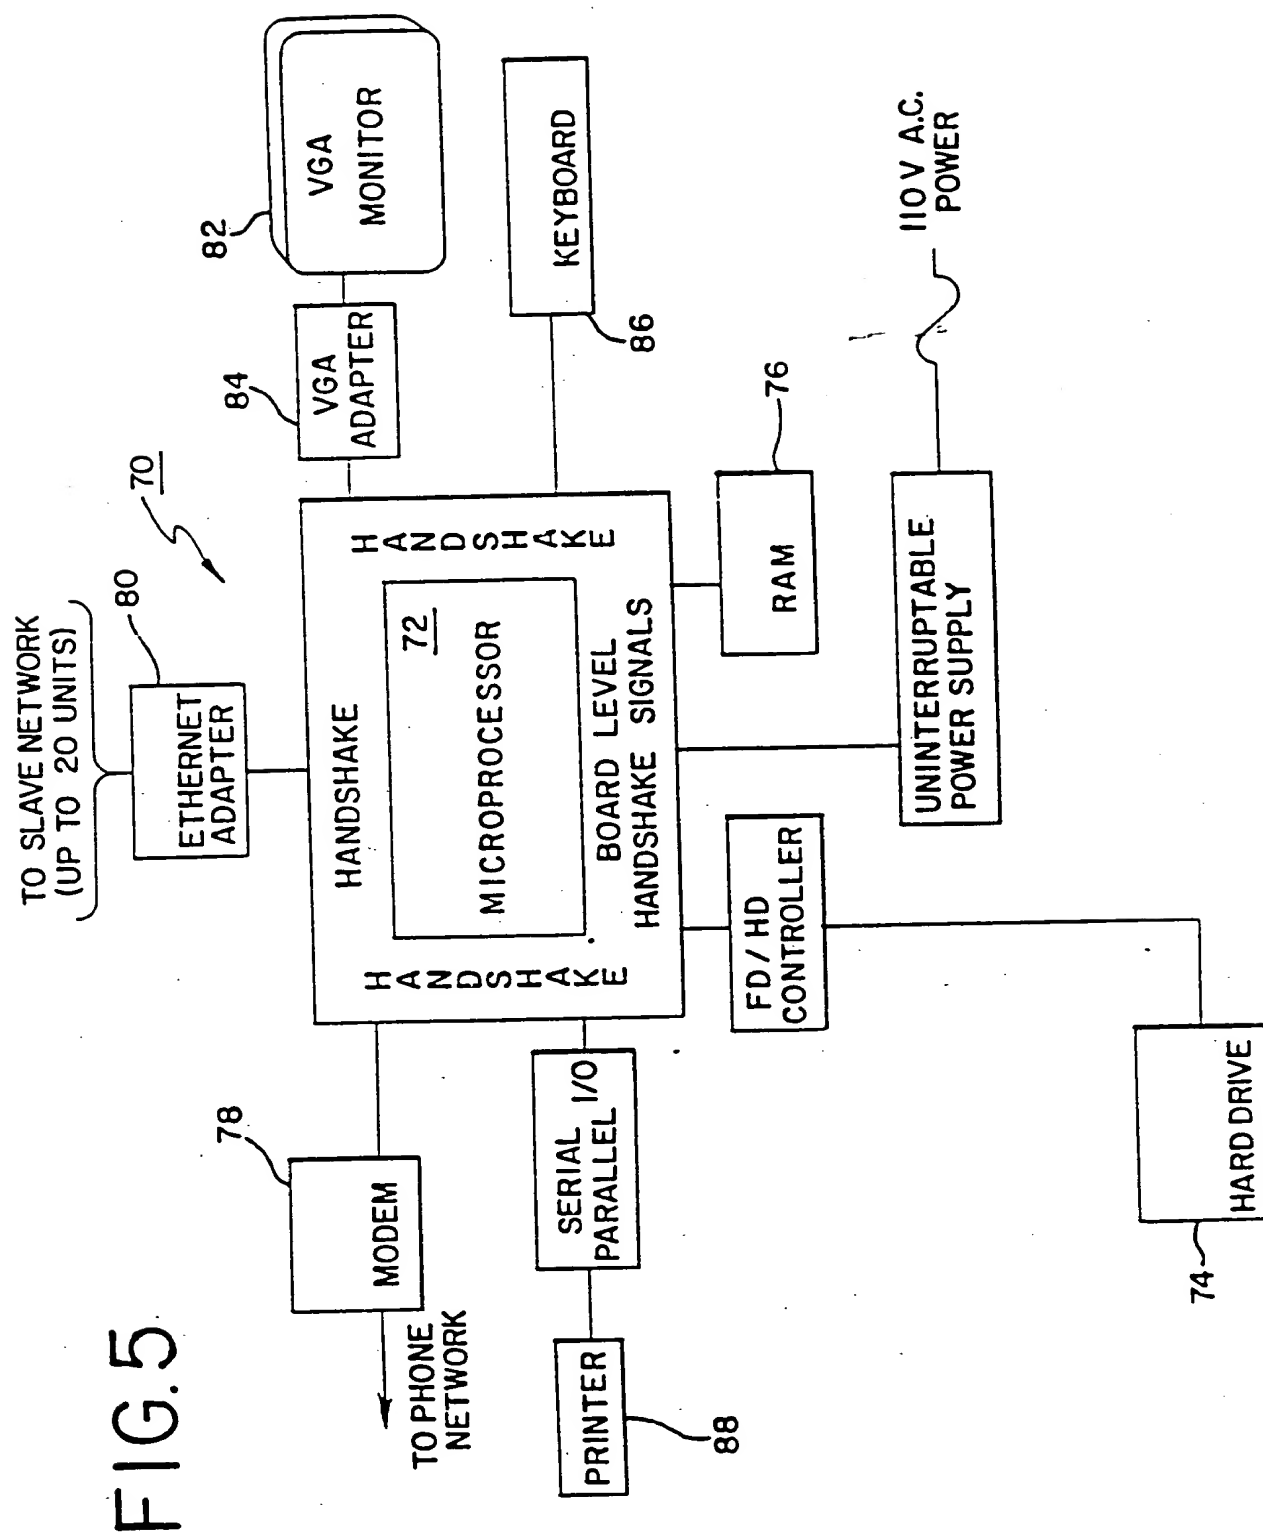 FIG. 5
TO SLAVE NETWORK
(UP TO 20 UNITS)
80
70
ETHERNET
ADAPTER
78
MODEM
TO PHONE
NETWORK
84
VGA
ADAPTER
82
VGA
MONITOR
HANDSHAKE
HANDSHAKE
72
MICROPROCESSOR
HANDSHAKE
BOARD LEVEL
HANDSHAKE SIGNALS
SERIAL
PARALLEL
I/O
PRINTER
88
KEYBOARD
86
FD/HD
CONTROLLER
RAM
76
UNINTERRUPTABLE
POWER SUPPLY
110V A.C.
POWER
74
HARD DRIVE